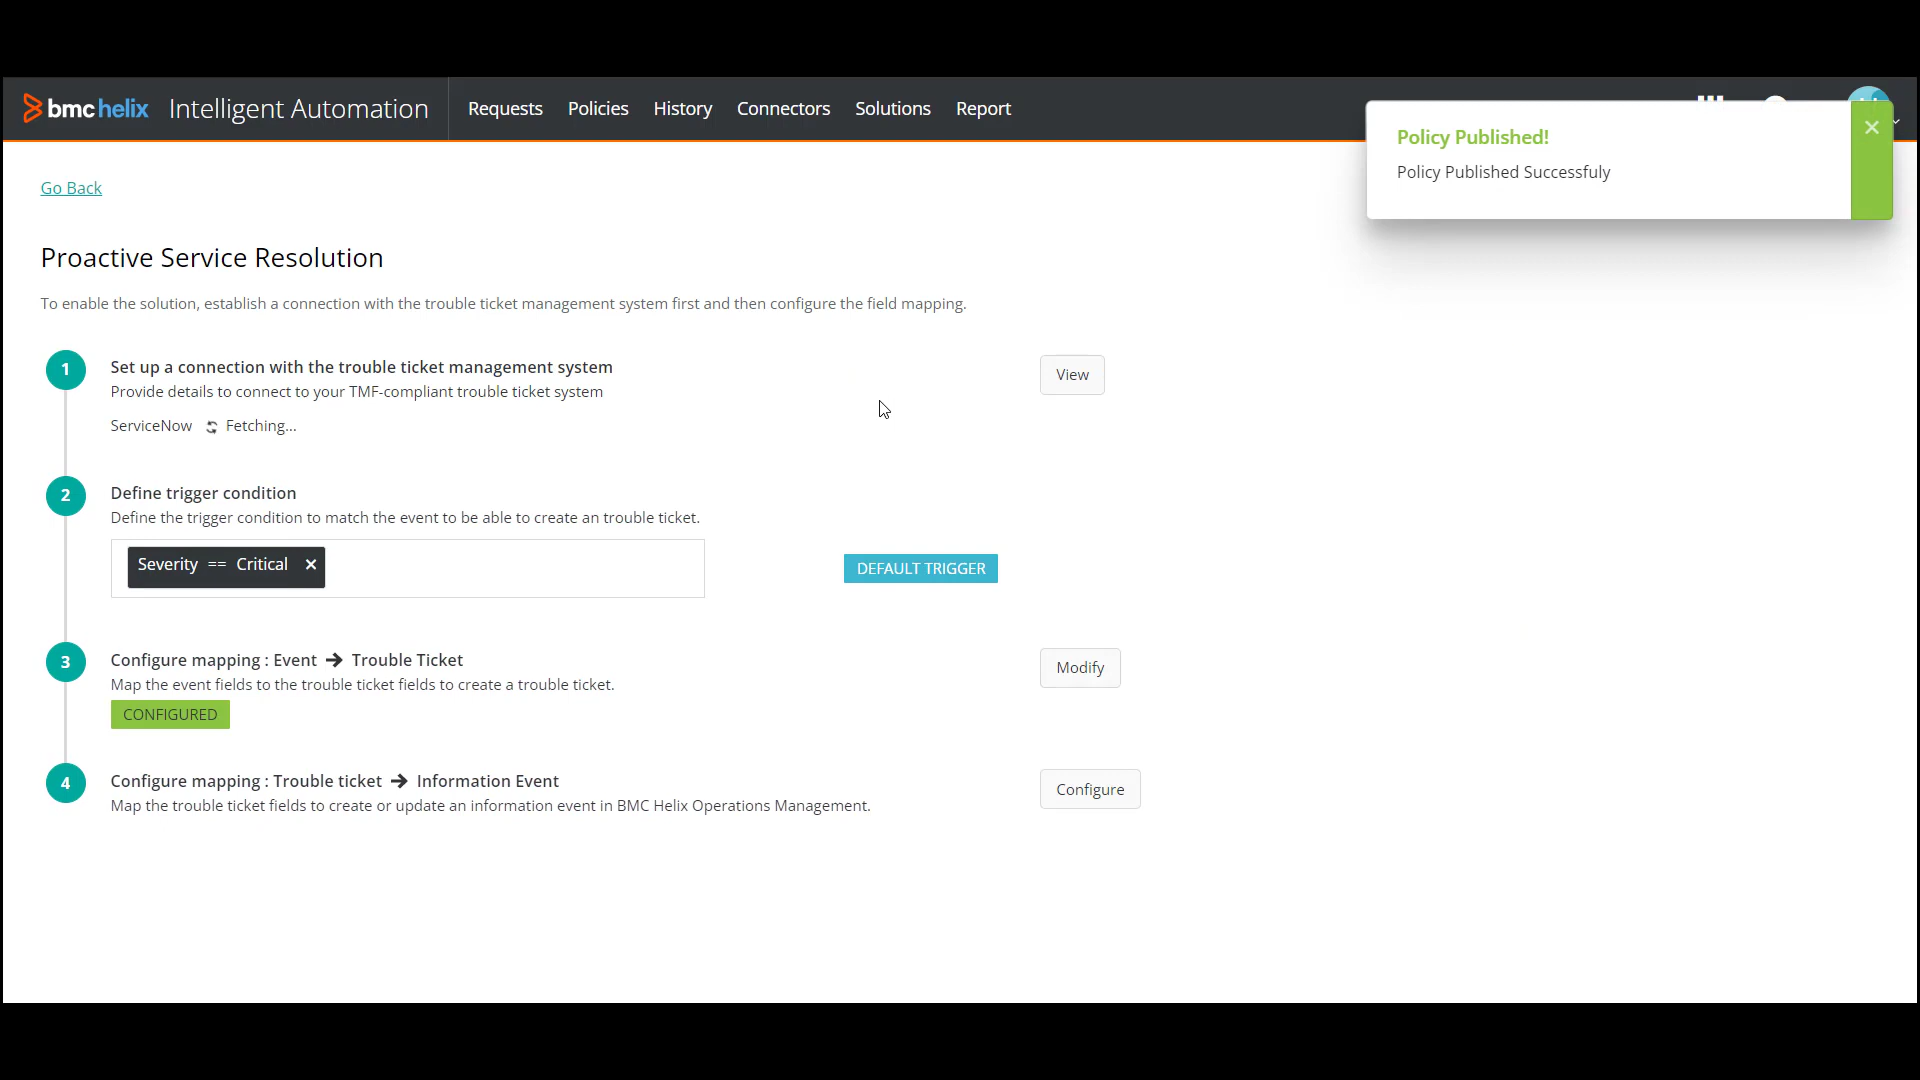 bmchelix Intelligent Automation Requests Policies History Connectors Solutions Report
Policy Published!
Policy Published Successfuly
Go Back
Proactive Service Resolution
To enable the solution, establish a connection with the trouble ticket management system first and then configure the field mapping.
1 Set up a connection with the trouble ticket management system View
Provide details to connect to your TMF-compliant trouble ticket system
ServiceNow Fetching...
2 Define trigger condition
Define the trigger condition to match the event to be able to create an trouble ticket.
Severity == Critical × DEFAULT TRIGGER
3 Configure mapping : Event → Trouble Ticket Modify
Map the event fields to the trouble ticket fields to create a trouble ticket.
CONFIGURED
4 Configure mapping : Trouble ticket → Information Event Configure
Map the trouble ticket fields to create or update an information event in BMC Helix Operations Management.